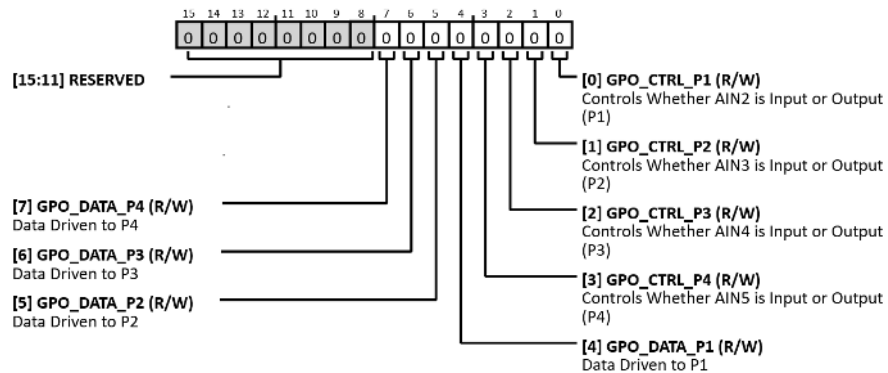 15 14 13 12 11 10 9 8 7 6 5 4 3 2 1 0
0 0 0 0 0 0 0 0 0 0 0 0 0 0 0 0
[15:11] RESERVED
[7] GPO_DATA_P4 (R/W)
Data Driven to P4
[6] GPO_DATA_P3 (R/W)
Data Driven to P3
[5] GPO_DATA_P2 (R/W)
Data Driven to P2
[0] GPO_CTRL_P1 (R/W)
Controls Whether AIN2 is Input or Output
(P1)
[1] GPO_CTRL_P2 (R/W)
Controls Whether AIN3 is Input or Output
(P2)
[2] GPO_CTRL_P3 (R/W)
Controls Whether AIN4 is Input or Output
(P3)
[3] GPO_CTRL_P4 (R/W)
Controls Whether AIN5 is Input or Output
(P4)
[4] GPO_DATA_P1 (R/W)
Data Driven to P1